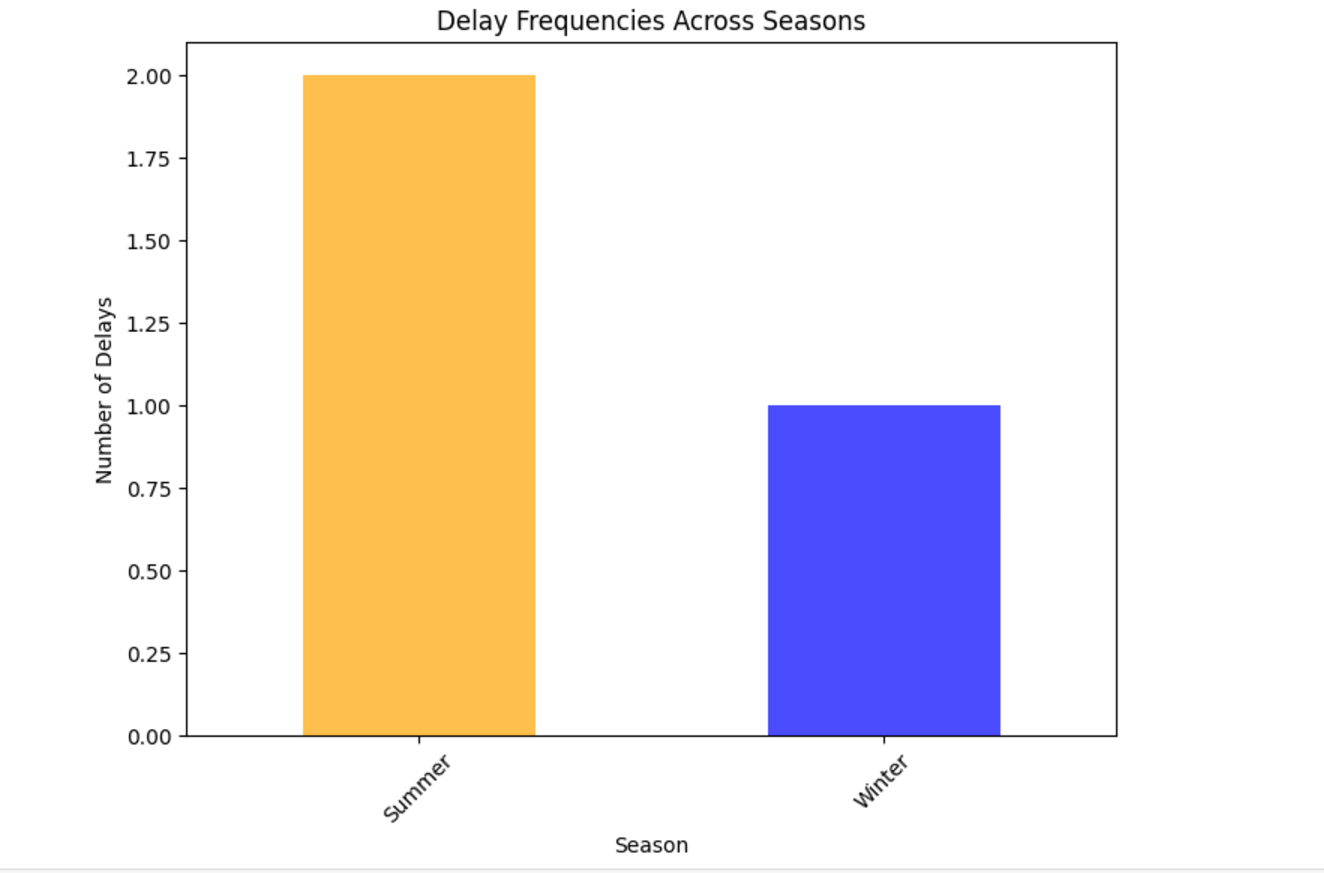 Delay Frequencies Across Seasons
2.00
1.75
1.50
1.25
1.00
0.75
0.50
0.25
0.00
Number of Delays
Summer
Winter
Season